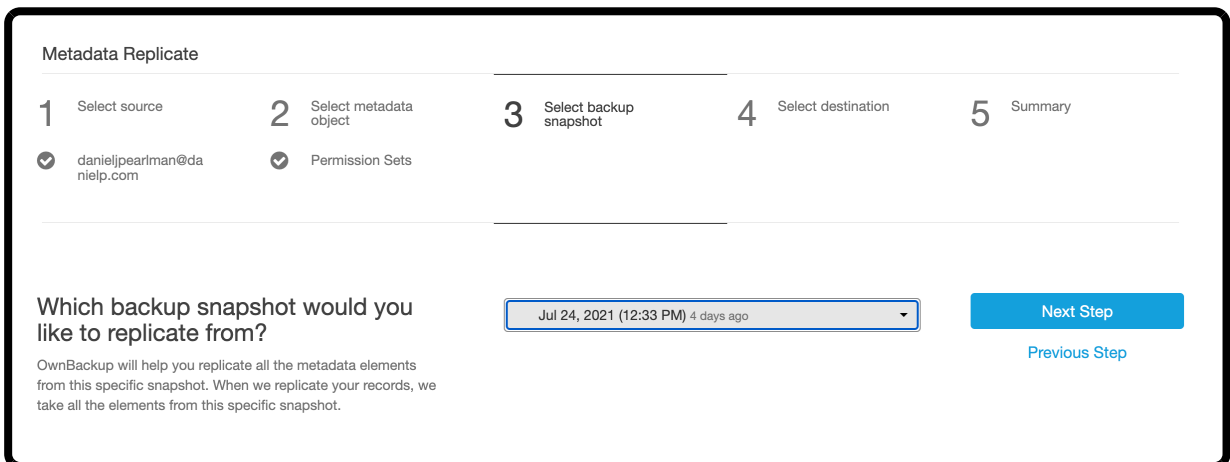 Metadata Replicate
1 Select source
2 Select metadata
object
3 Select backup
snapshot
4 Select destination
5 Summary
danieljpearlman@da
nielp.com
Permission Sets
Which backup snapshot would you
like to replicate from?
OwnBackup will help you replicate all the metadata elements
from this specific snapshot. When we replicate your records, we
take all the elements from this specific snapshot.
Jul 24, 2021 (12:33 PM) 4 days ago
Next Step
Previous Step